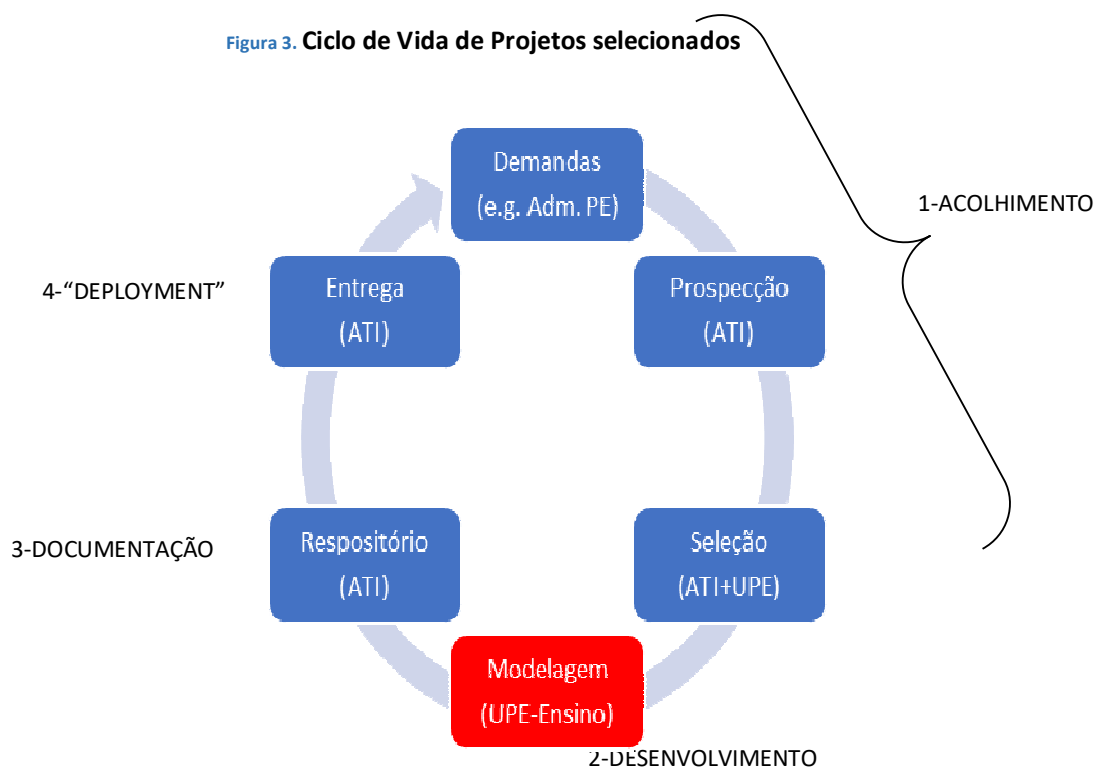 Figura 3. Ciclo de Vida de Projetos selecionados
Demandas
(e.g. Adm. PE)
1-ACOLHIMENTO
4-“DEPLOYMENT”
Entrega
(ATI)
Prospecção
(ATI)
3-DOCUMENTAÇÃO
Respositório
(ATI)
Seleção
(ATI+UPE)
Modelagem
(UPE-Ensino)
2-DESENVOLVIMENTO